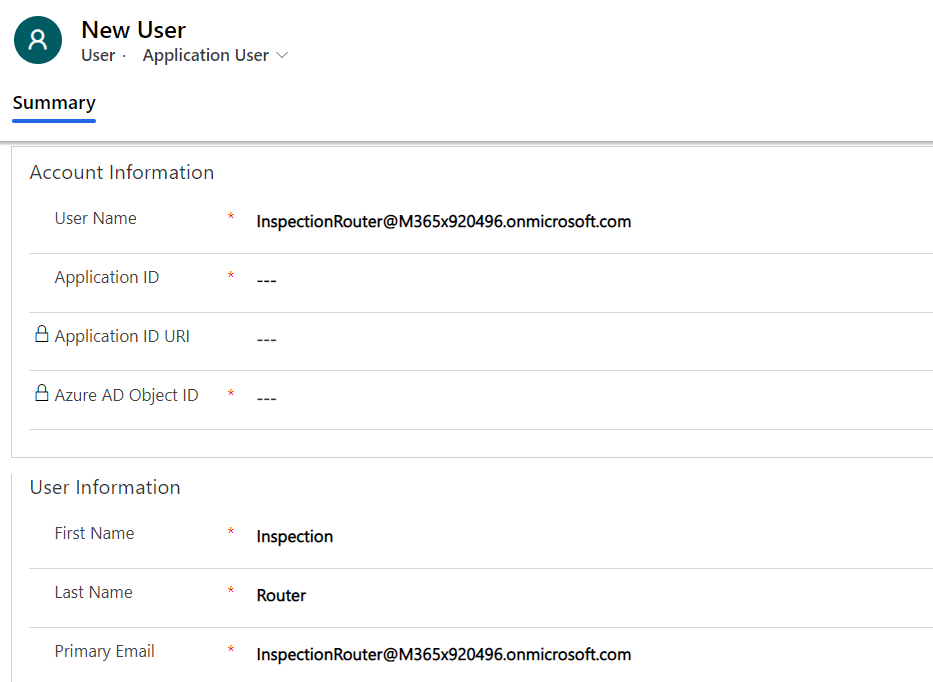 New User
User · Application User
Summary
Account Information
User Name * InspectionRouter@M365x920496.onmicrosoft.com
Application ID * ---
Application ID URI ---
Azure AD Object ID * ---
User Information
First Name * Inspection
Last Name * Router
Primary Email * InspectionRouter@M365x920496.onmicrosoft.com